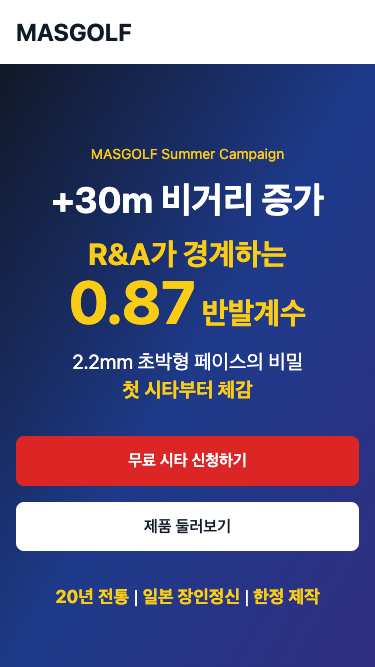 MASGOLF
MASGOLF Summer Campaign
+30m 비거리 증가
R&A가 경계하는
0.87 반발계수
2.2mm 초박형 페이스의 비밀
첫 시타부터 체감
무료 시타 신청하기
제품 둘러보기
20년 전통 | 일본 장인정신 | 한정 제작